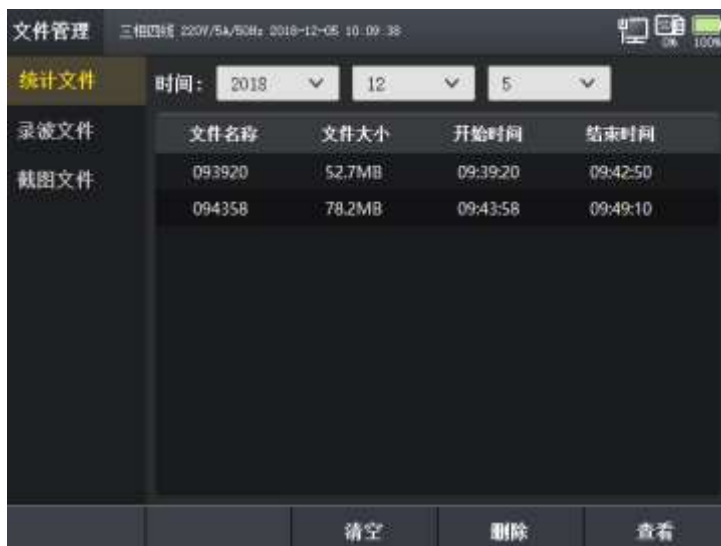 文件管理 三相四线 220V/5A/50Hz 2018-12-05 10:09:38 0% 100%
统计文件 时间： 2018 12 5
录波文件 文件名称 文件大小 开始时间 结束时间
截图文件 093920 52.7MB 09:39:20 09:42:50
094358 78.2MB 09:43:58 09:49:10
清空 删除 查看